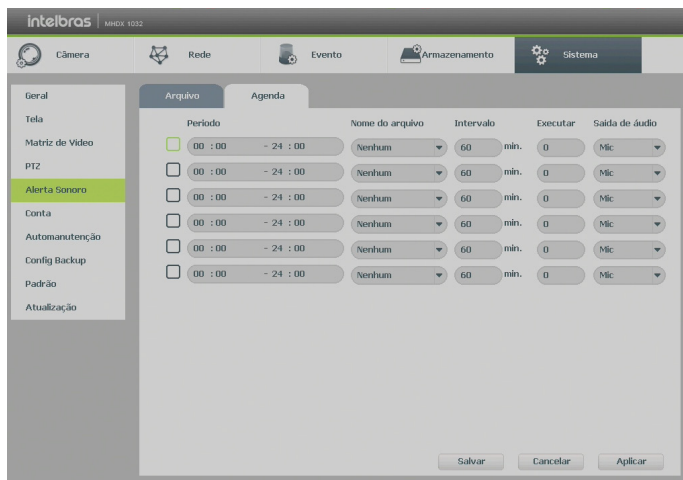 intelbras MHDX 1032
Câmera Rede Evento Armazenamento Sistema
Geral
Tela
Matriz de Vídeo
PTZ
Alerta Sonoro
Conta
Automanutenção
Config Backup
Padrão
Atualização
Arquivo Agenda
Periodo Nome do arquivo Intervalo Executar Saída de áudio
00 : 00 - 24 : 00 Nenhum 60 min. 0 Mic
00 : 00 - 24 : 00 Nenhum 60 min. 0 Mic
00 : 00 - 24 : 00 Nenhum 60 min. 0 Mic
00 : 00 - 24 : 00 Nenhum 60 min. 0 Mic
00 : 00 - 24 : 00 Nenhum 60 min. 0 Mic
00 : 00 - 24 : 00 Nenhum 60 min. 0 Mic
Salvar Cancelar Aplicar